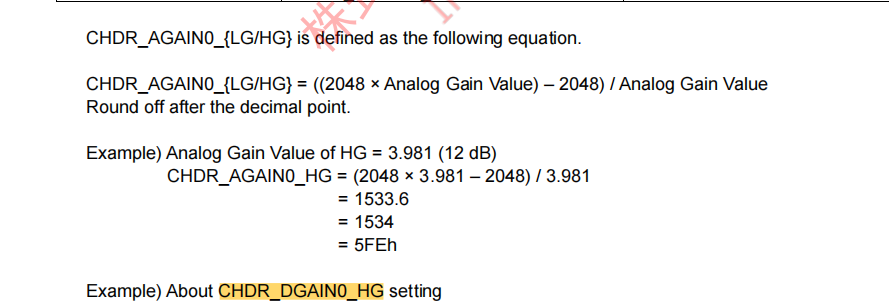 株式
CHDR_AGAIN0_{LG/HG} is defined as the following equation.
CHDR_AGAIN0_{LG/HG} = ((2048 × Analog Gain Value) – 2048) / Analog Gain Value
Round off after the decimal point.
Example) Analog Gain Value of HG = 3.981 (12 dB)
CHDR_AGAIN0_HG = (2048 × 3.981 – 2048) / 3.981
= 1533.6
= 1534
= 5FEh
Example) About CHDR_DGAIN0_HG setting